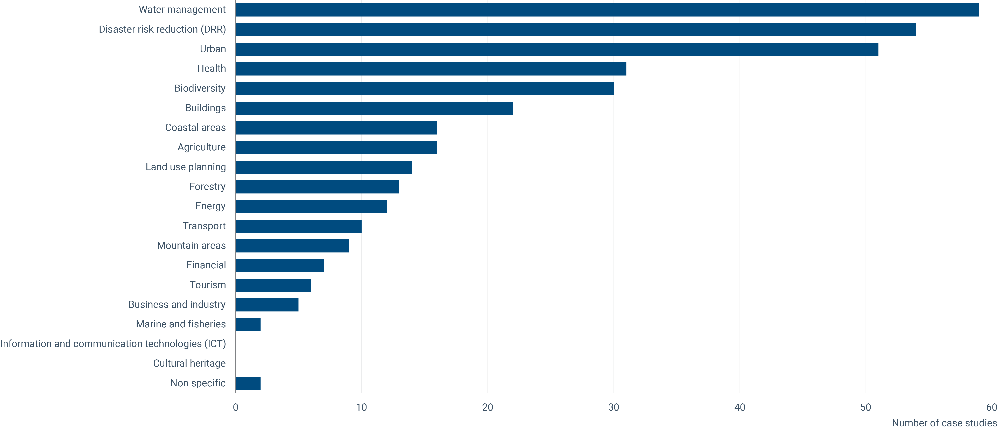 Water management
Disaster risk reduction (DRR)
Urban
Health
Biodiversity
Buildings
Coastal areas
Agriculture
Land use planning
Forestry
Energy
Transport
Mountain areas
Financial
Tourism
Business and industry
Marine and fisheries
Information and communication technologies (ICT)
Cultural heritage
Non specific
0 10 20 30 40 50 60
Number of case studies